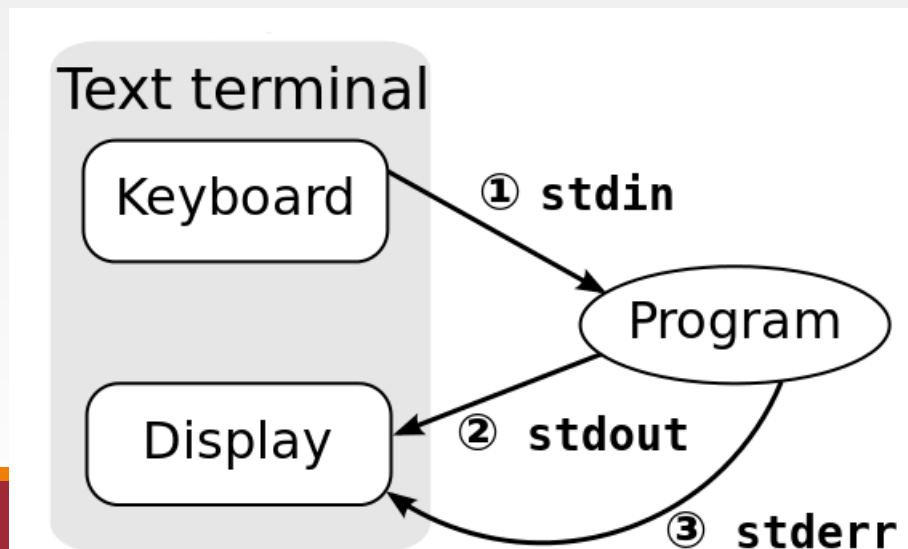 Text terminal
Keyboard
① stdin
Program
Display
② stdout
③ stderr